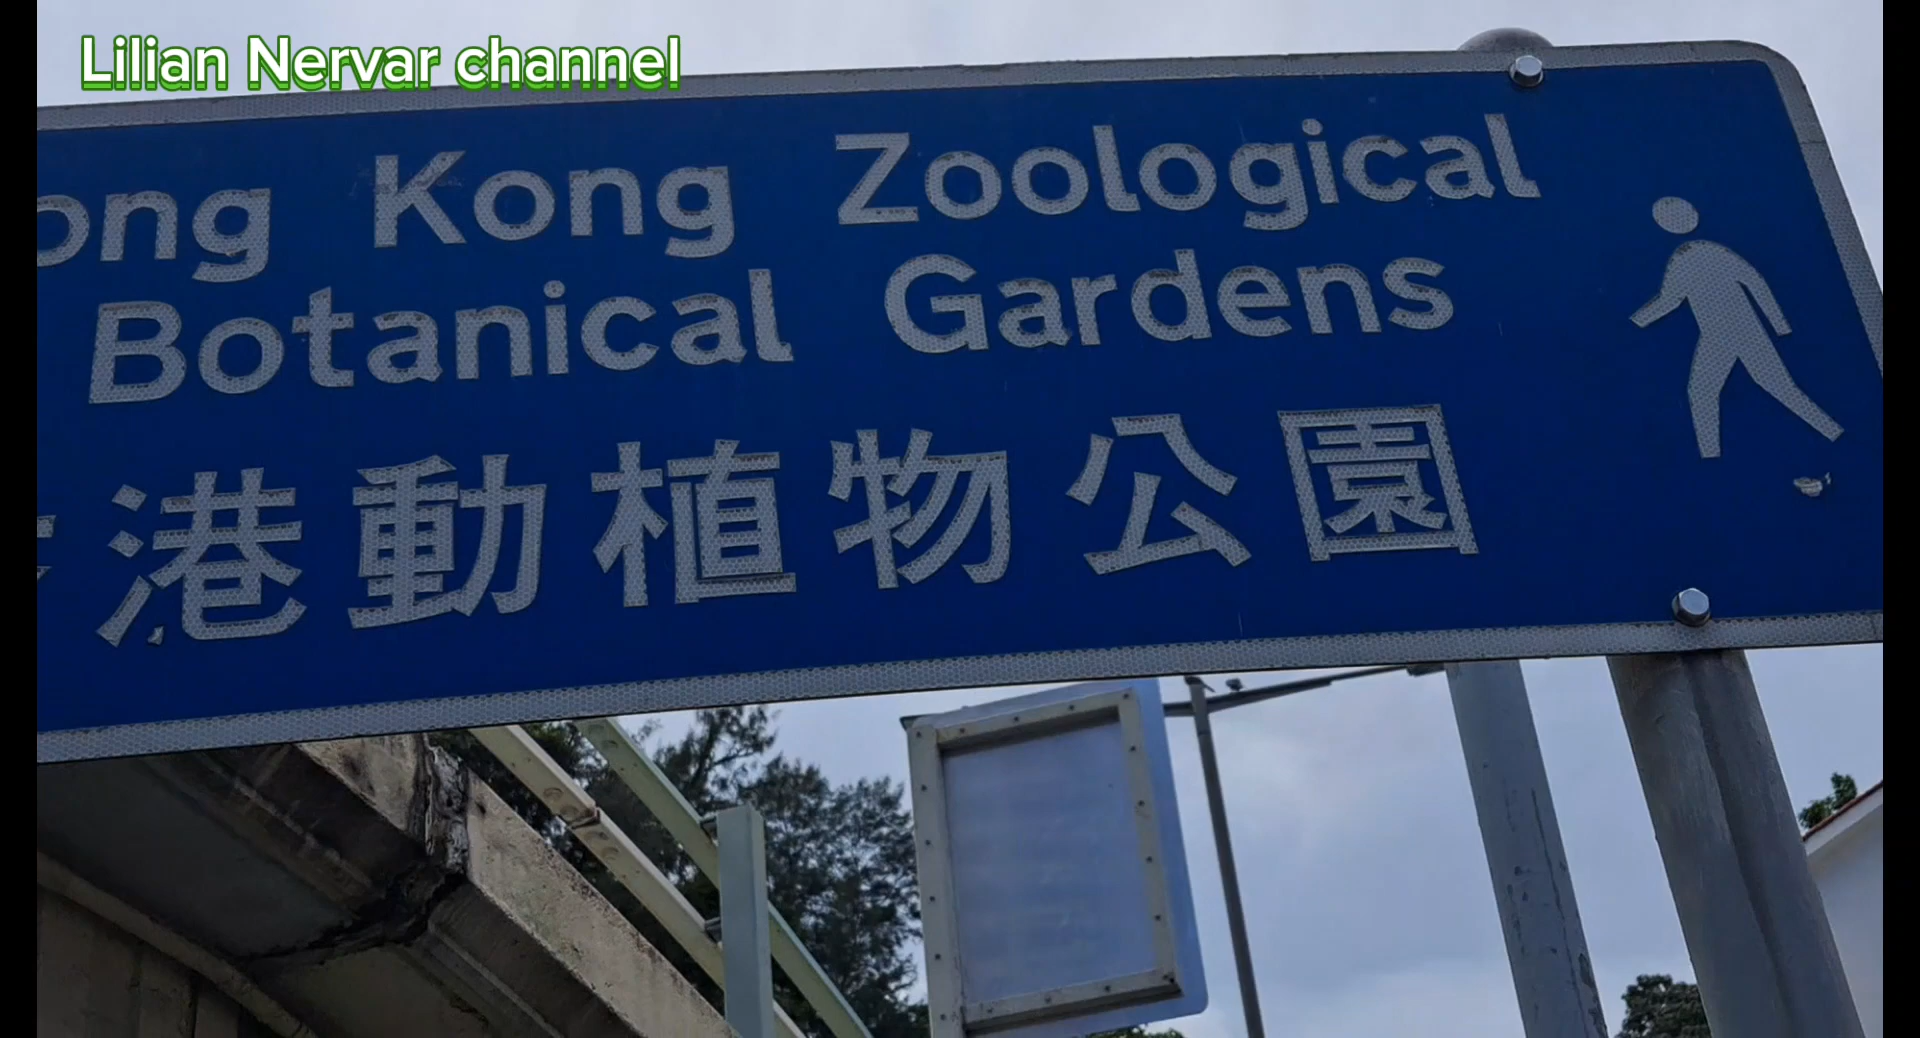 Lilian Nervar channel
ong Kong Zoological
Botanical Gardens
港動植物公園